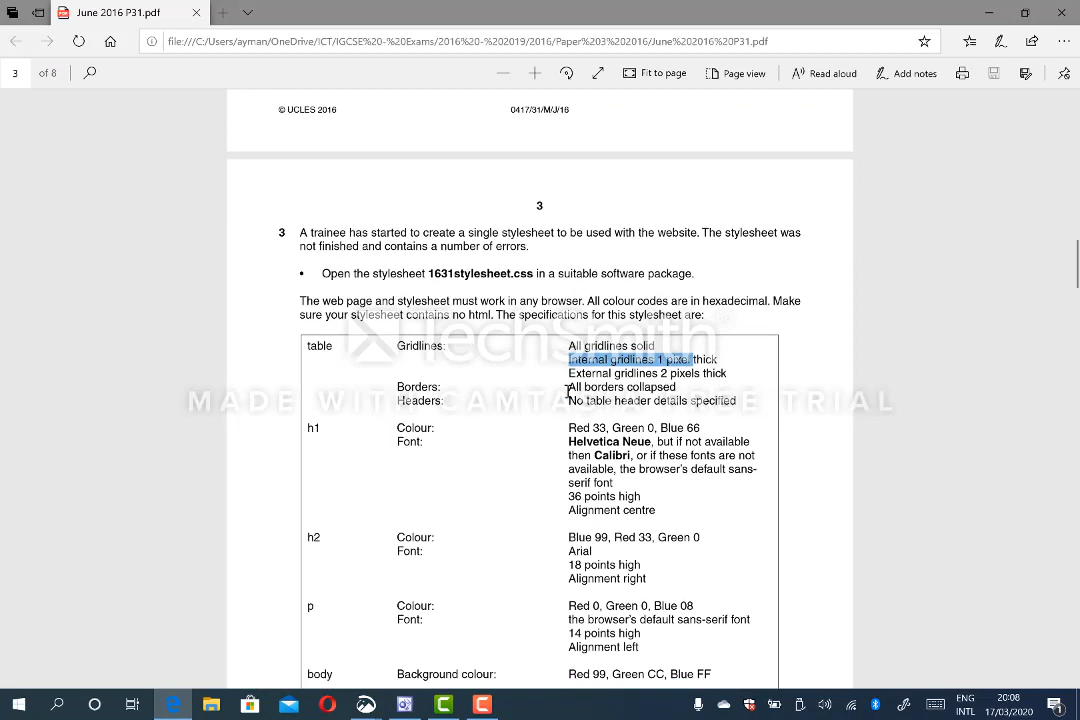 June 2016 P31.pdf
file:///C:/Users/ayman/OneDrive/ICT/IGCSE%20-%20Exams/2016%20-%202019/2016/Paper%203%202016/June%202016%20P31.pdf
3 of 8 Fit to page Page view Read aloud Add notes
© UCLES 2016 0417/31/M/J/16
3
3 A trainee has started to create a single stylesheet to be used with the website. The stylesheet was
not finished and contains a number of errors.
• Open the stylesheet 1631stylesheet.css in a suitable software package.
The web page and stylesheet must work in any browser. All colour codes are in hexadecimal. Make
sure your stylesheet contains no html. The specifications for this stylesheet are:
TechSmith
table Gridlines: All gridlines solid
Internal gridlines 1 pixel thick
External gridlines 2 pixels thick
Borders: All borders collapsed
Headers: No table header details specified
MADE WITH CAMTASIA FREE TRIAL
h1 Colour: Red 33, Green 0, Blue 66
Font: Helvetica Neue, but if not available
then Calibri, or if these fonts are not
available, the browser's default sans-
serif font
36 points high
Alignment centre
h2 Colour: Blue 99, Red 33, Green 0
Font: Arial
18 points high
Alignment right
p Colour: Red 0, Green 0, Blue 08
Font: the browser's default sans-serif font
14 points high
Alignment left
body Background colour: Red 99, Green CC, Blue FF
ENG 20:08
INTL 17/03/2020